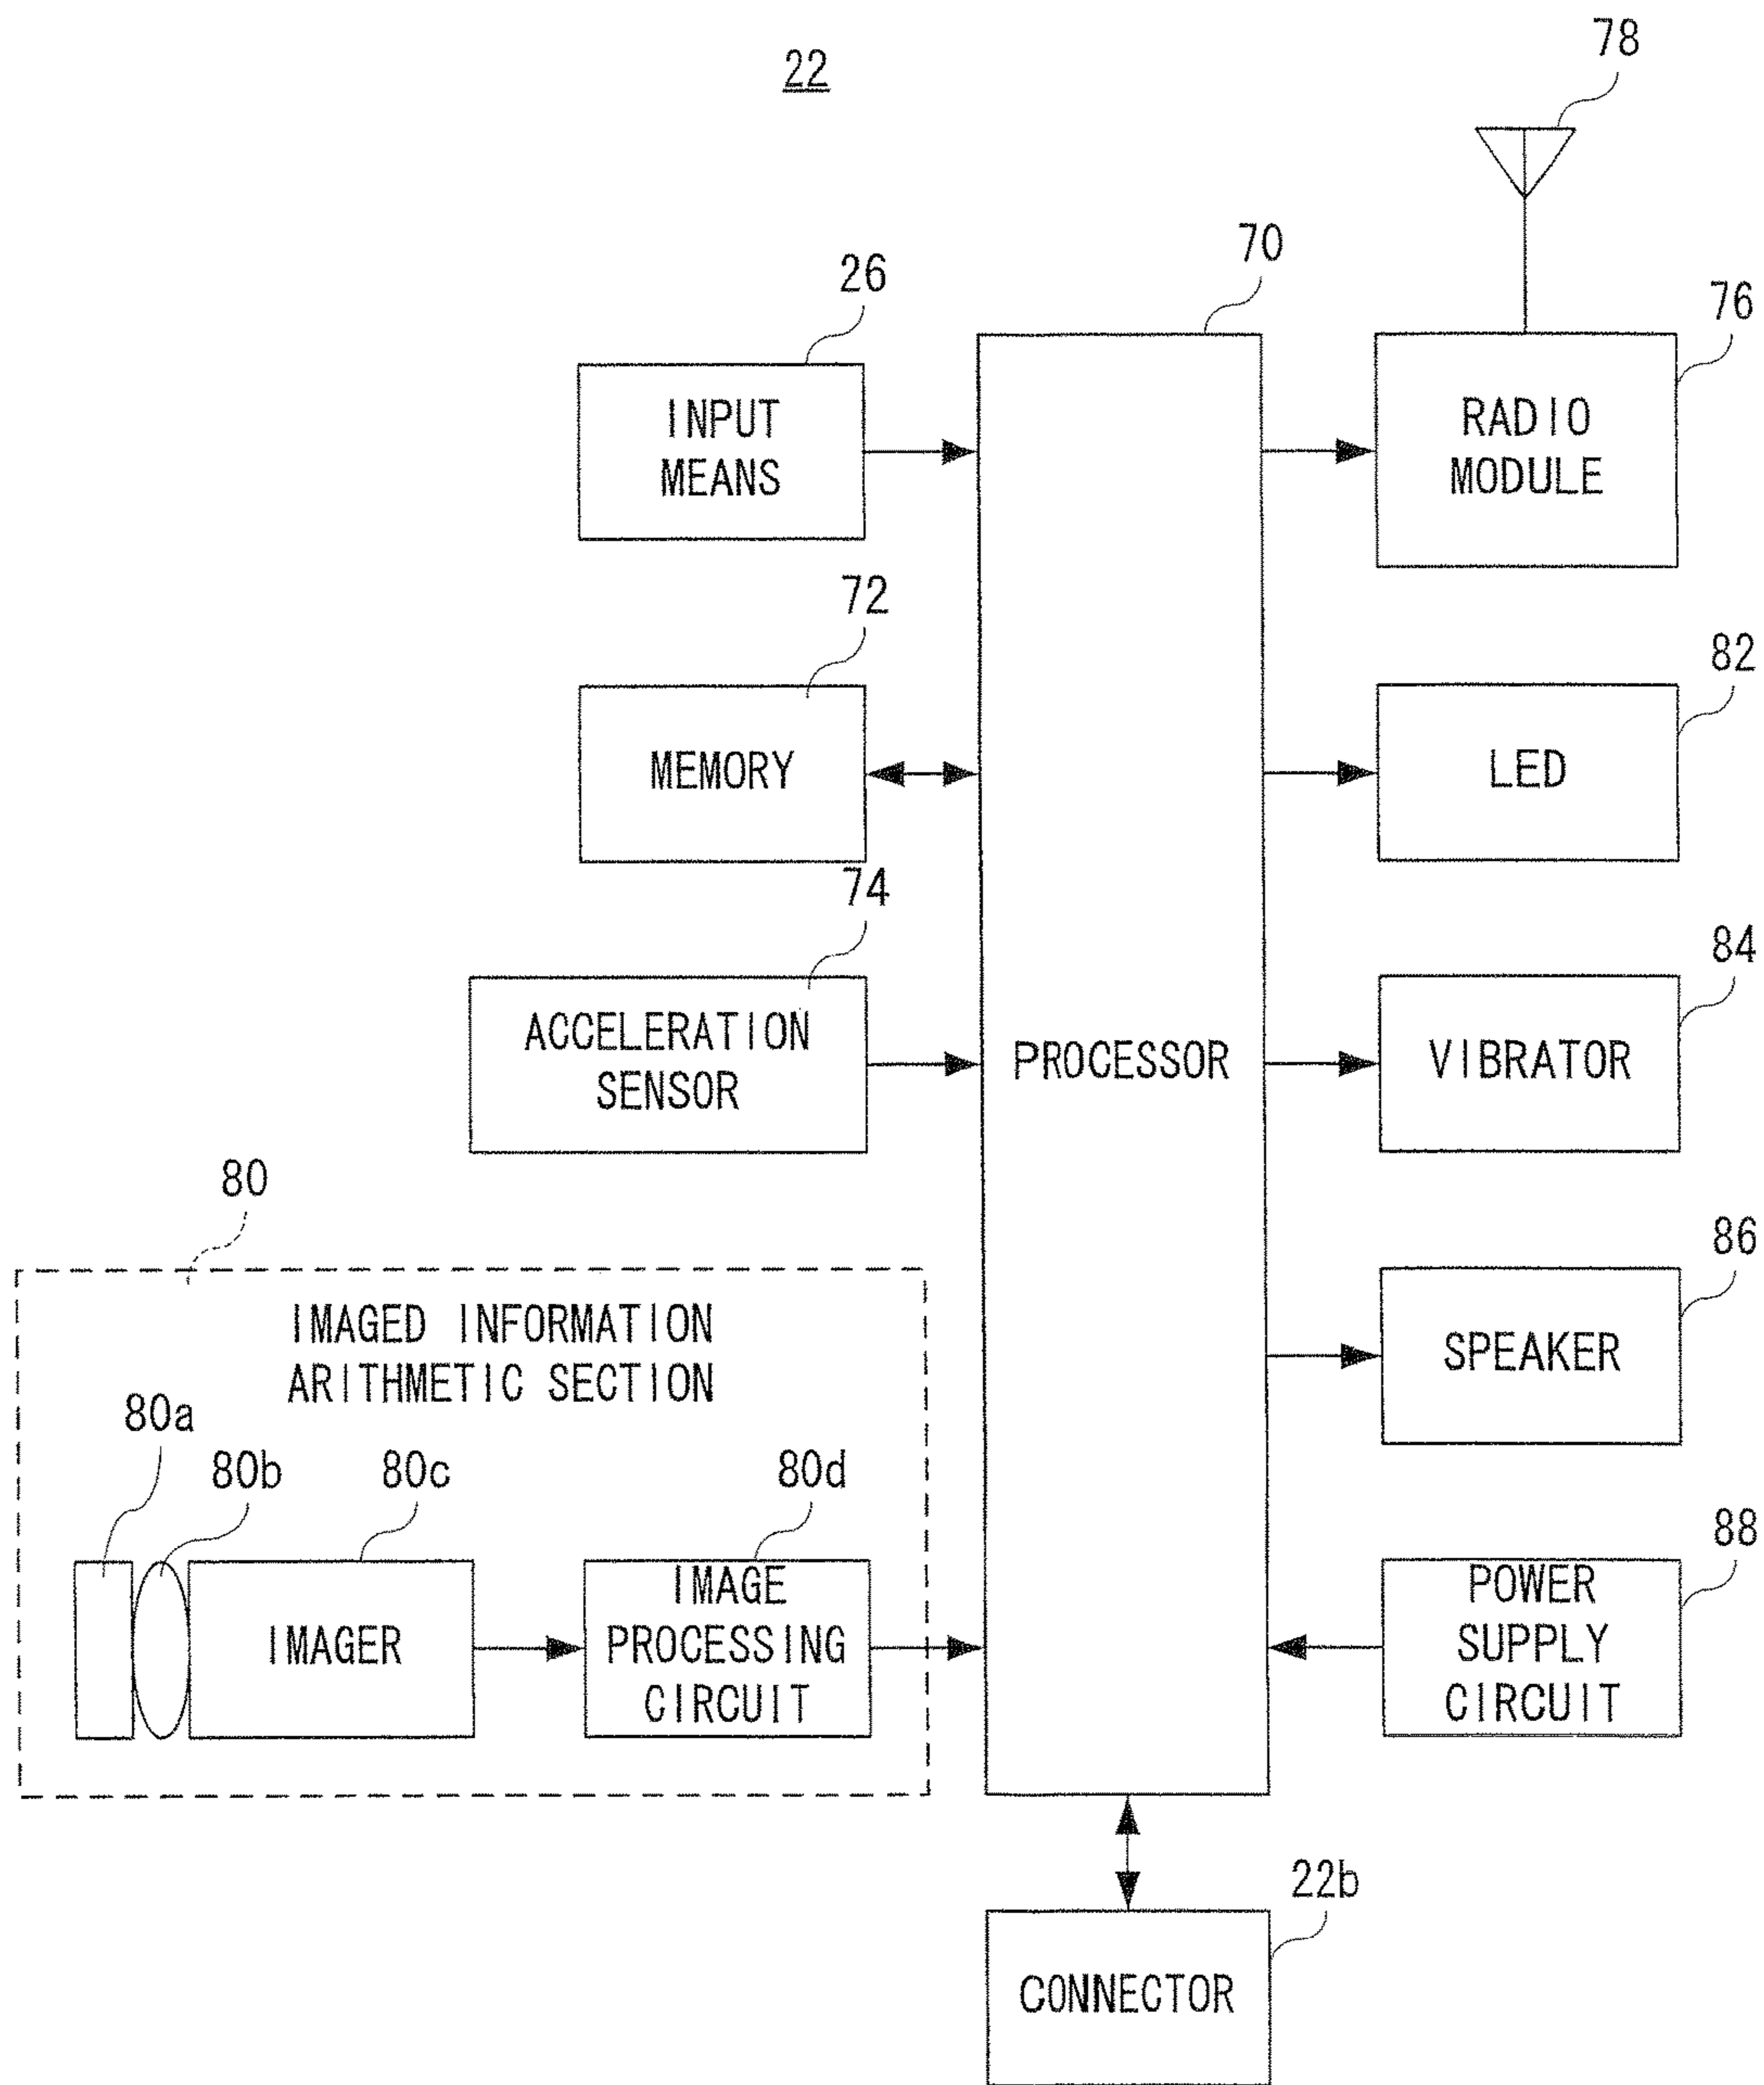 22
78
70
26
76
INPUT
MEANS
RADIO
MODULE
72
82
MEMORY
LED
74
84
ACCELERATION
SENSOR
PROCESSOR
VIBRATOR
80
86
IMAGED INFORMATION
ARITHMETIC SECTION
SPEAKER
80a
80b
80c
80d
88
IMAGER
IMAGE
PROCESSING
CIRCUIT
POWER
SUPPLY
CIRCUIT
22b
CONNECTOR